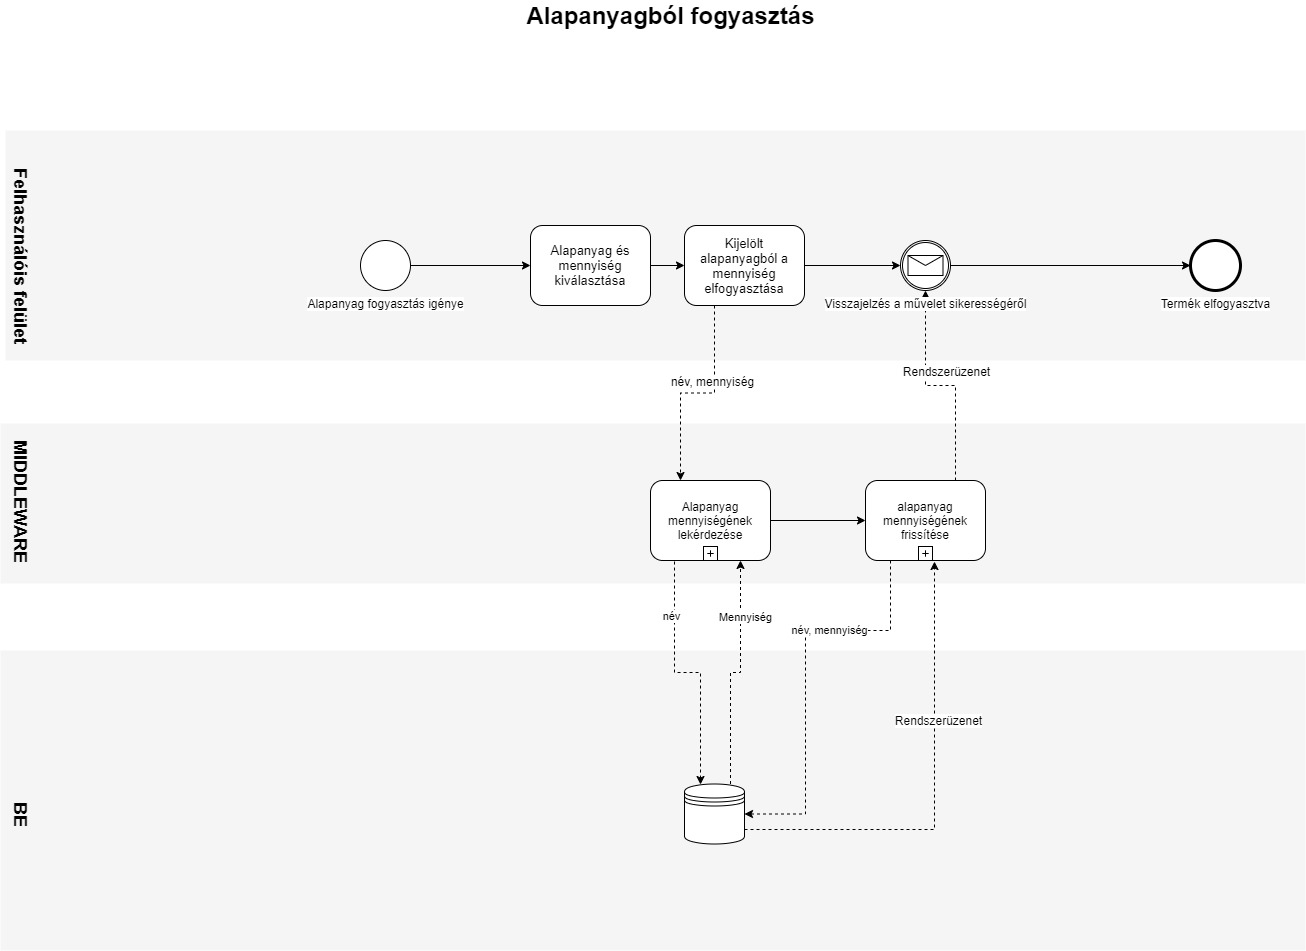 Alapanyagból fogyasztás
Felhasználóis felület
Alapanyag fogyasztás igénye
Alapanyag és
mennyiség
kiválasztása
Kijelölt
alapanyagból a
mennyiség
elfogyasztása
Visszajelzés a művelet sikerességéről
Termék elfogyasztva
név, mennyiség
Rendszerüzenet
MIDDLEWARE
Alapanyag
mennyiségének
lekérdezése
alapanyag
mennyiségének
frissítése
név
Mennyiség
név, mennyiség
Rendszerüzenet
BE